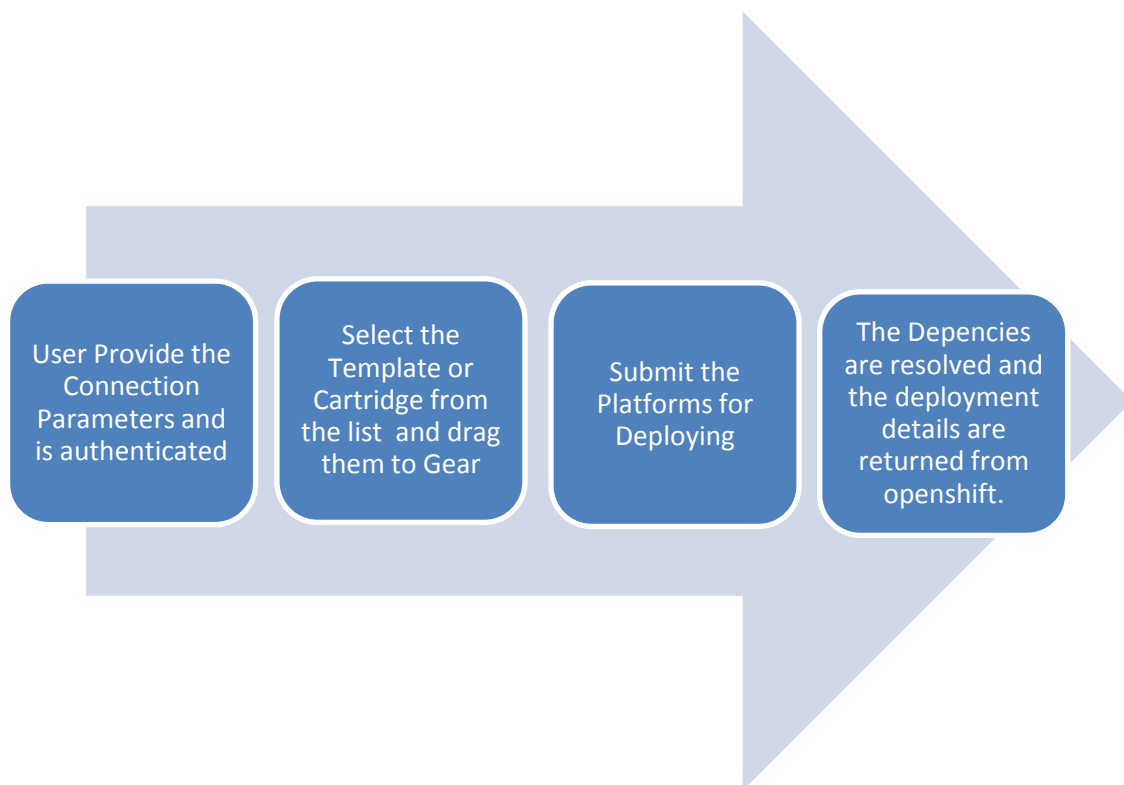 User Provide the
Connection
Parameters and
is authenticated
Select the
Template or
Cartridge from
the list and drag
them to Gear
Submit the
Platforms for
Deploying
The Depencies
are resolved and
the deployment
details are
returned from
openshift.